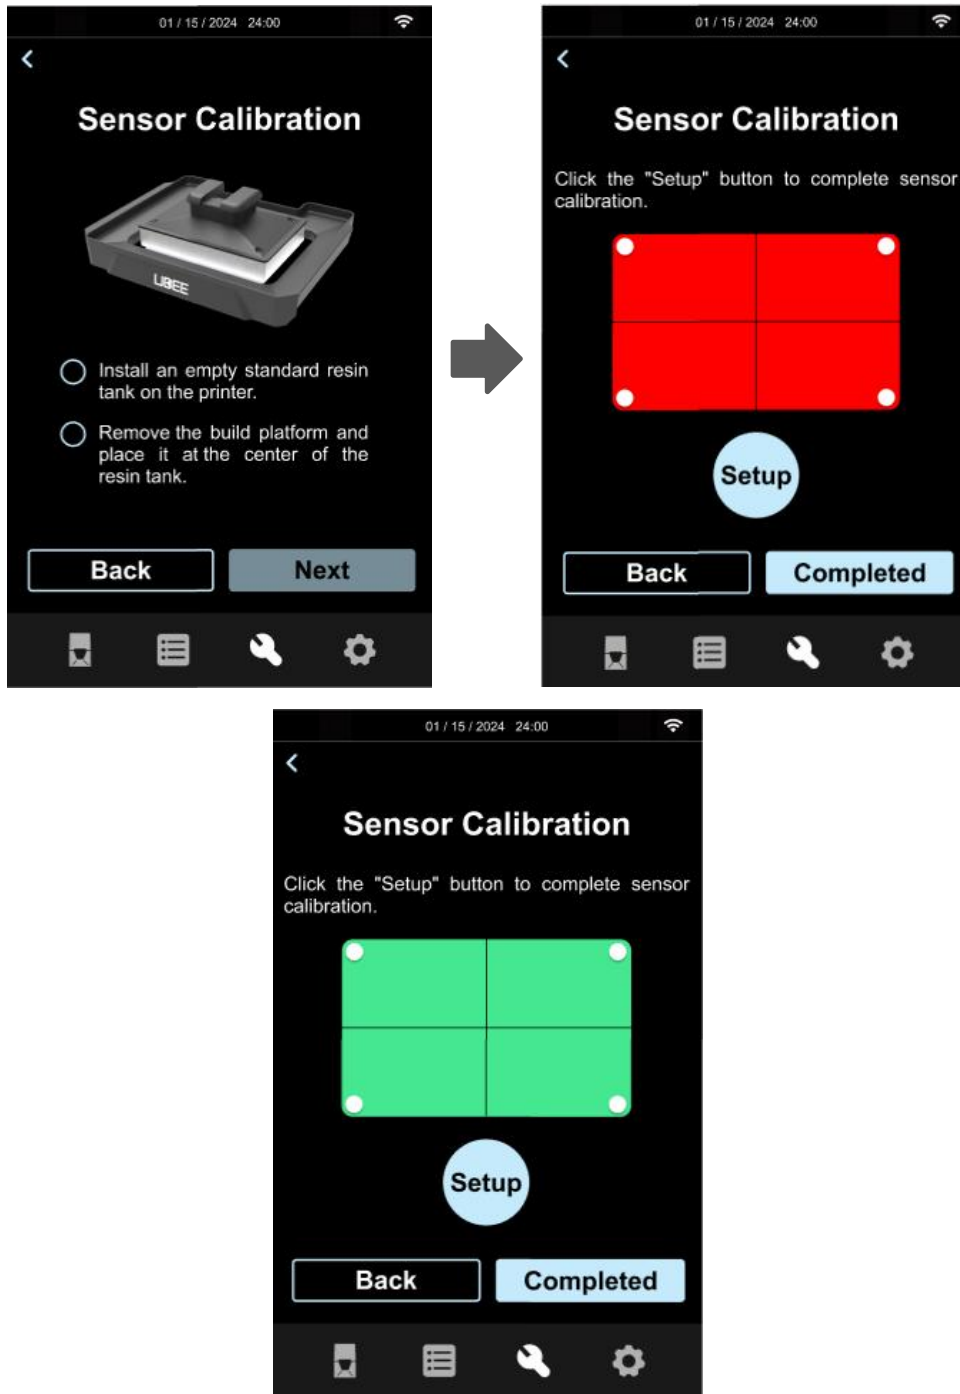 01 / 15 / 2024 24:00
Sensor Calibration
UBEE
Install an empty standard resin
tank on the printer.
Remove the build platform and
place it at the center of the
resin tank.
Back
Next
01 / 15 / 2024 24:00
Sensor Calibration
Click the "Setup" button to complete sensor
calibration.
Setup
Back
Completed
01 / 15 / 2024 24:00
Sensor Calibration
Click the "Setup" button to complete sensor
calibration.
Setup
Back
Completed